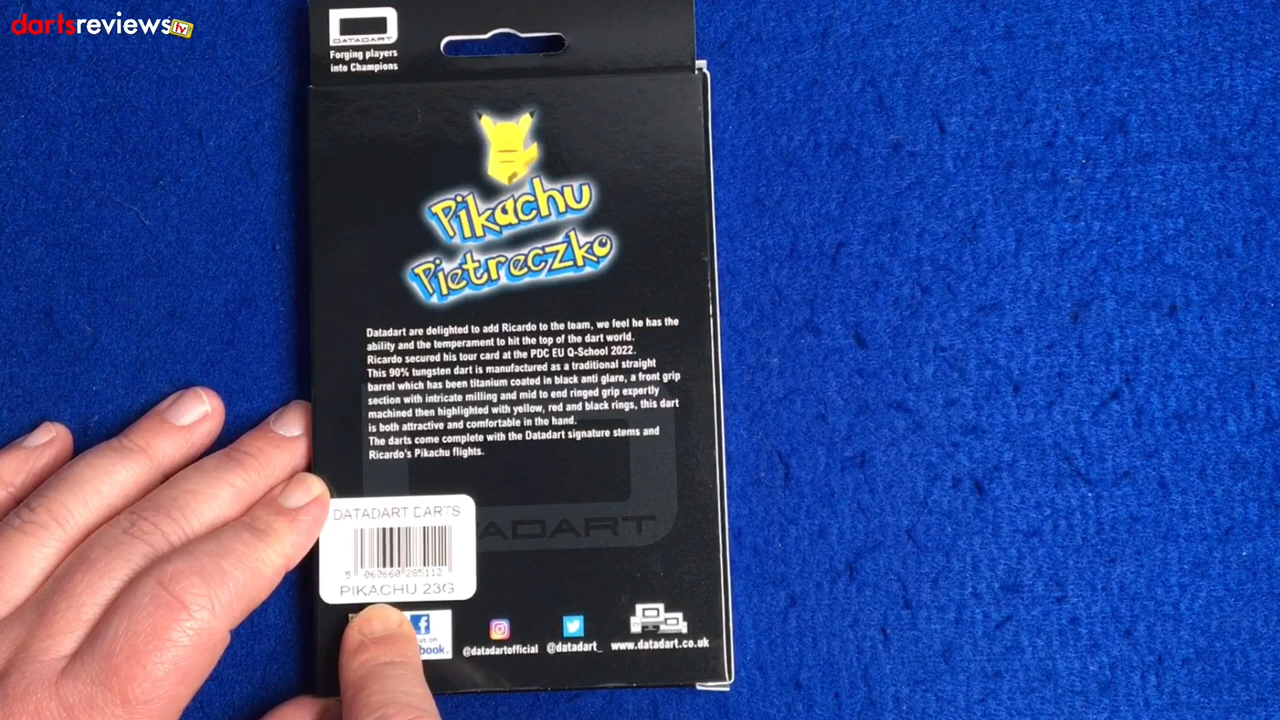 dartsreviews tv
DATADART
Forging players
into Champions
Pikachu
Pietreczko
Datadart are delighted to add Ricardo to the team, we feel he has the
ability and the temperament to hit the top of the dart world.
Ricardo secured his tour card at the PDC EU Q-School 2022.
This 90% tungsten dart is manufactured as a traditional straight
barrel which has been titanium coated in black anti glare, a front grip
section with intricate milling and mid to end ringed grip expertly
machined then highlighted with yellow, red and black rings, this dart
is both attractive and comfortable in the hand.
The darts come complete with the Datadart signature stems and
Ricardo's Pikachu flights.
DATADART
DATADART DARTS
5 060660 285112
PIKACHU 23G
us on
book.
@datadartofficial
@datadart_
www.datadart.co.uk